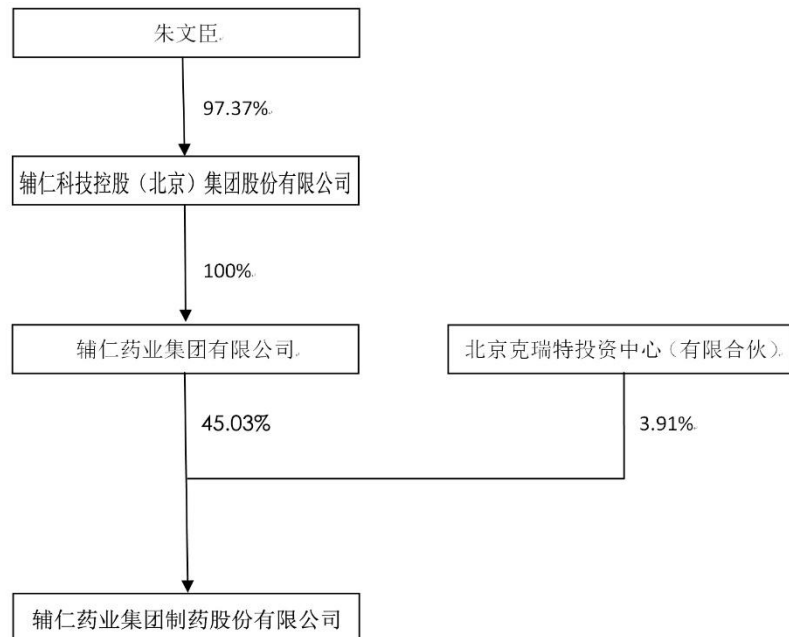 朱文臣
97.37%
辅仁科技控股（北京）集团股份有限公司
100%
辅仁药业集团有限公司
北京克瑞特投资中心（有限合伙）
45.03%
3.91%
辅仁药业集团制药股份有限公司